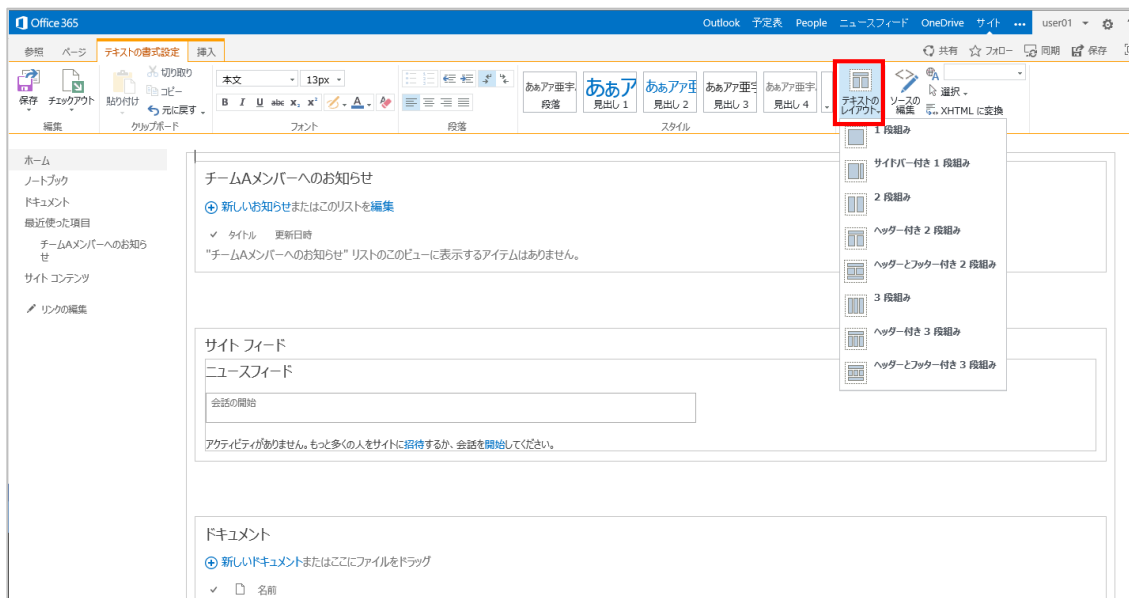 Office 365
Outlook 予定表 People ニュースフィード OneDrive サイト ••• user01
参照 ページ テキストの書式設定 挿入
共有 フォロー 同期 保存
保存 チェックアウト 貼り付け 切り取り コピー 元に戻す
本文 13px
B I U abc x₂ x² A
あぁアァ亜宇. 段落
あぁア 見出し 1
あぁアァ亜 見出し 2
あぁアァ亜宇 見出し 3
あぁアァ亜宇. 見出し 4
テキストのレイアウト
ソースの編集
選択
XHTML に変換
編集 クリップボード フォント 段落 スタイル
1 段組み
サイドバー付き 1 段組み
2 段組み
ヘッダー付き 2 段組み
ヘッダーとフッター付き 2 段組み
3 段組み
ヘッダー付き 3 段組み
ヘッダーとフッター付き 3 段組み
ホーム
ノートブック
ドキュメント
最近使った項目
チームAメンバーへのお知ら
せ
サイト コンテンツ
リンクの編集
チームAメンバーへのお知らせ
新しいお知らせまたはこのリストを編集
タイトル 更新日時
"チームAメンバーへのお知らせ" リストのこのビューに表示するアイテムはありません。
サイト フィード
ニュースフィード
会話の開始
アクティビティがありません。もっと多くの人をサイトに招待するか、会話を開始してください。
ドキュメント
新しいドキュメントまたはここにファイルをドラッグ
名前